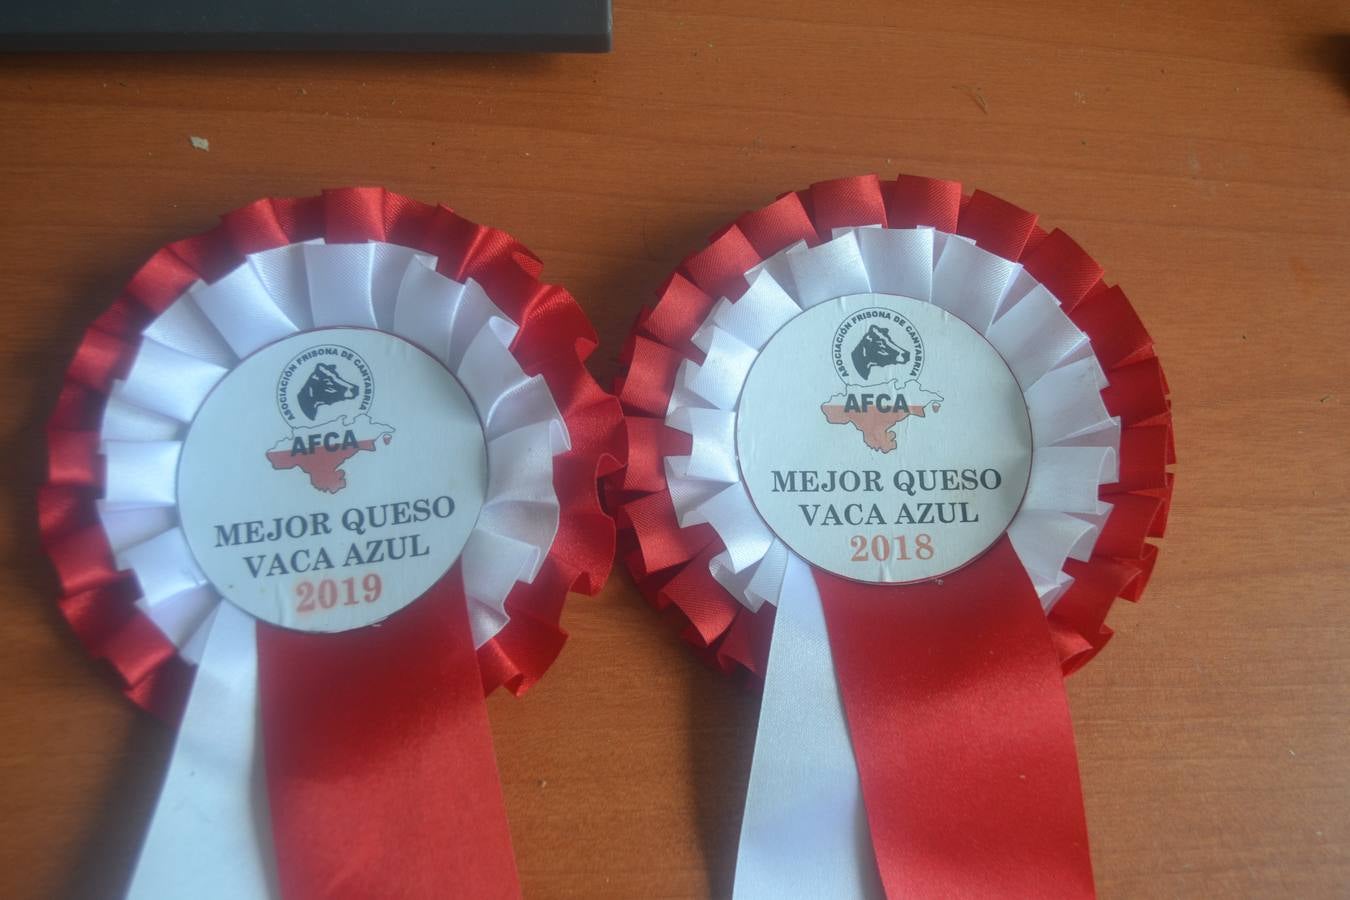 ASOCIACIÓN FRISONA DE CANTABRIA
AFCA
MEJOR QUESO
VACA AZUL
2019
ASOCIACIÓN FRISONA DE CANTABRIA
AFCA
MEJOR QUESO
VACA AZUL
2018